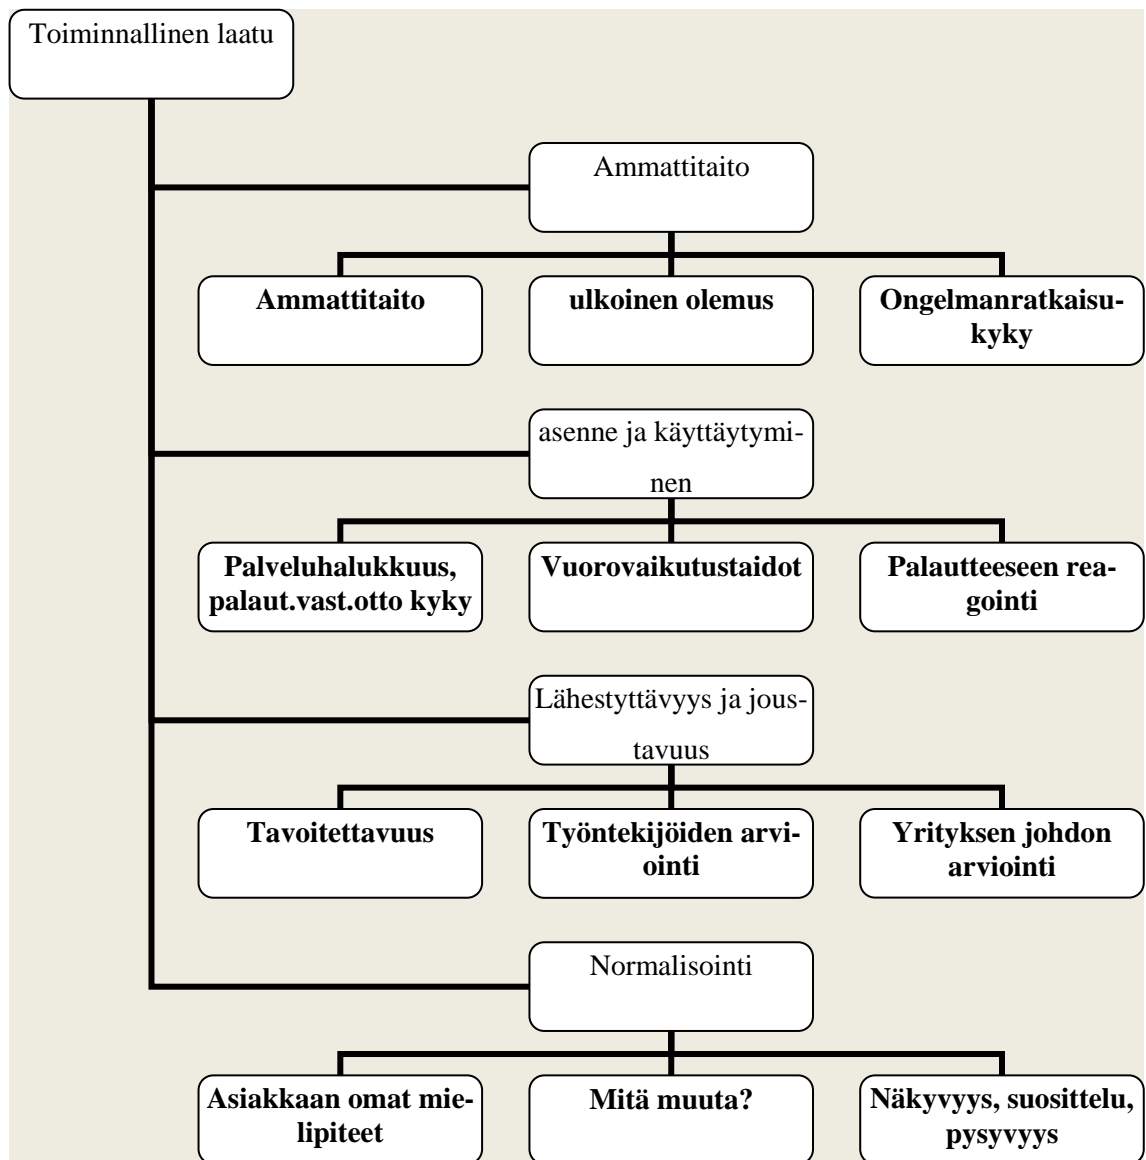 Toiminnallinen laatu
Ammattitaito
Ammattitaito
ulkoinen olemus
Ongelmanratkaisu-
kyky
asenne ja käyttäytymi-
nen
Palveluhalukkuus,
palaut.vast.otto kyky
Vuorovaikutustaidot
Palautteeseen rea-
gointi
Lähestyttävyys ja jous-
tavuus
Tavoitettavuus
Työntekijöiden arvi-
ointi
Yrityksen johdon
arviointi
Normalisointi
Asiakkaan omat mie-
lipiteet
Mitä muuta?
Näkyvyys, suosittelu,
pysyvyys